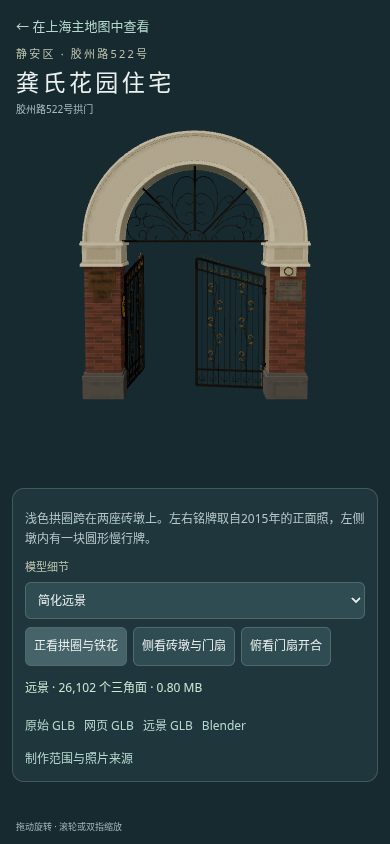 ← 在上海主地图中查看
静安区 · 胶州路522号
龚氏花园住宅
胶州路522号拱门
浅色拱圈跨在两座砖墩上。左右铭牌取自2015年的正面照，左侧
墩内有一块圆形慢行牌。
模型细节
简化远景
正看拱圈与铁花 侧看砖墩与门扇 俯看门扇开合
远景 · 26,102 个三角面 · 0.80 MB
原始 GLB 网页 GLB 远景 GLB Blender
制作范围与照片来源
拖动旋转 · 滚轮或双指缩放